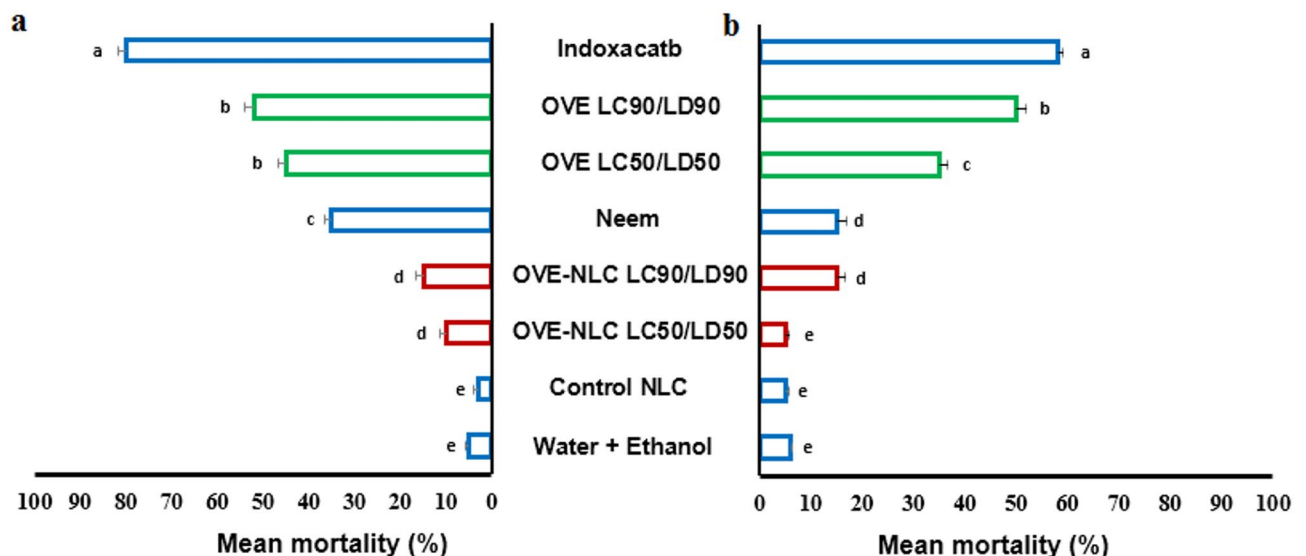 a b
a Indoxacatb a
b OVE LC90/LD90 b
b OVE LC50/LD50 c
c Neem d
d OVE-NLC LC90/LD90 d
d OVE-NLC LC50/LD50 e
e Control NLC e
e Water + Ethanol e
100 90 80 70 60 50 40 30 20 10 0 0 10 20 30 40 50 60 70 80 90 100
Mean mortality (%) Mean mortality (%)